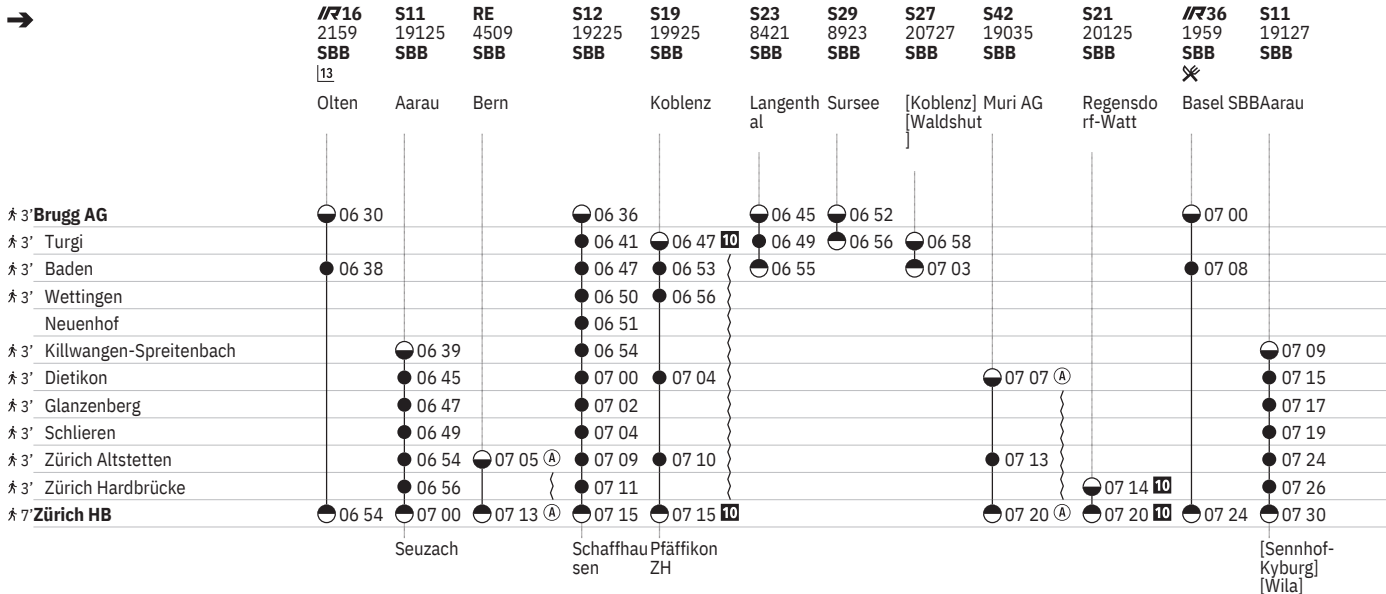 IR16 S11 RE S12 S19 S23 S29 S27 S42 S21 IR36 S11
2159 19125 4509 19225 19925 8421 8923 20727 19035 20125 1959 19127
SBB SBB SBB SBB SBB SBB SBB SBB SBB SBB SBB SBB
13
Olten Aarau Bern Koblenz Langenth Sursee [Koblenz] Muri AG Regensdo Basel SBB Aarau
al [Waldshut rf-Watt
]
3' Brugg AG 06 30 06 36 06 45 06 52 07 00
3' Turgi 06 41 06 47 10 06 49 06 56 06 58
3' Baden 06 38 06 47 06 53 06 55 07 03 07 08
3' Wettingen 06 50 06 56
Neuenhof 06 51
3' Killwangen-Spreitenbach 06 39 06 54 07 09
3' Dietikon 06 45 07 00 07 04 07 07 A 07 15
3' Glanzenberg 06 47 07 02 07 17
3' Schlieren 06 49 07 04 07 19
3' Zürich Altstetten 06 54 07 05 A 07 09 07 10 07 13 07 24
3' Zürich Hardbrücke 06 56 07 11 07 14 10 07 26
7' Zürich HB 06 54 07 00 07 13 A 07 15 07 15 10 07 20 A 07 20 10 07 24 07 30
Seuzach Schaffhau Pfäffikon [Sennhof-
sen ZH Kyburg]
[Wila]